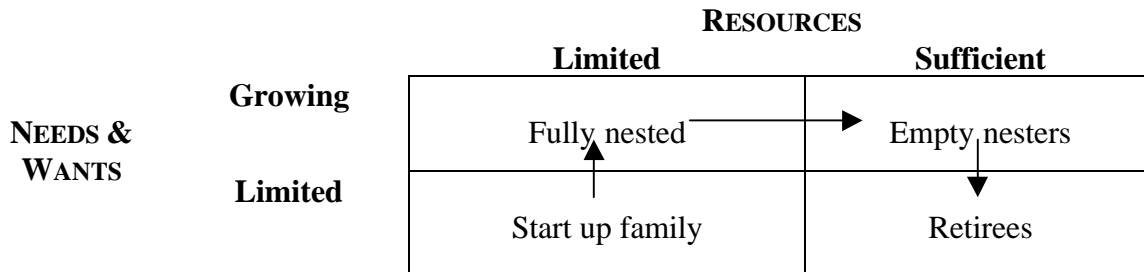 RESOURCES
Limited Sufficient
Growing
NEEDS &
WANTS
Fully nested Empty nesters
Limited
Start up family Retirees